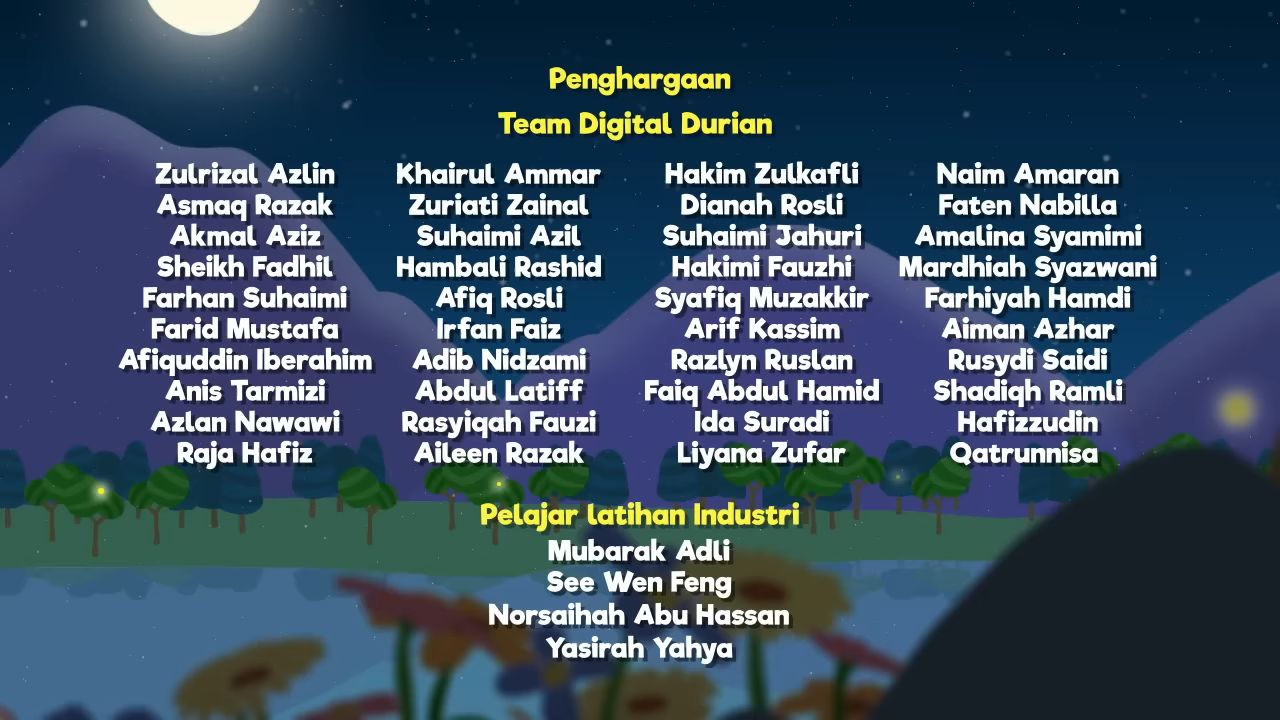 Penghargaan
Team Digital Durian
Zulrizal Azlin Khairul Ammar Hakim Zulkafli Naim Amaran
Asmaq Razak Zuriati Zainal Dianah Rosli Faten Nabilla
Akmal Aziz Suhaimi Azil Suhaimi Jahuri Amalina Syamimi
Sheikh Fadhil Hambali Rashid Hakimi Fauzhi Mardhiah Syazwani
Farhan Suhaimi Afiq Rosli Syafiq Muzakkir Farhiyah Hamdi
Farid Mustafa Irfan Faiz Arif Kassim Aiman Azhar
Afiquddin Iberahim Adib Nidzami Razlyn Ruslan Rusydi Saidi
Anis Tarmizi Abdul Latiff Faiq Abdul Hamid Shadiqh Ramli
Azlan Nawawi Rasyiqah Fauzi Ida Suradi Hafizzudin
Raja Hafiz Aileen Razak Liyana Zufar Qatrunnisa
Pelajar latihan Industri
Mubarak Adli
See Wen Feng
Norsaihah Abu Hassan
Yasirah Yahya